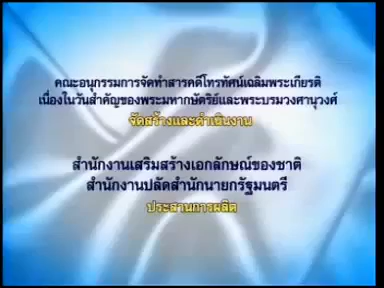 คณะอนุกรรมการจัดทำสารคดีโทรทัศน์เฉลิมพระเกียรติ
เนื่องในวันสำคัญของพระมหากษัตริย์และพระบรมวงศานุวงศ์
จัดสร้างและดำเนินงาน
สำนักงานเสริมสร้างเอกลักษณ์ของชาติ
สำนักงานปลัดสำนักนายกรัฐมนตรี
ประสานการผลิต